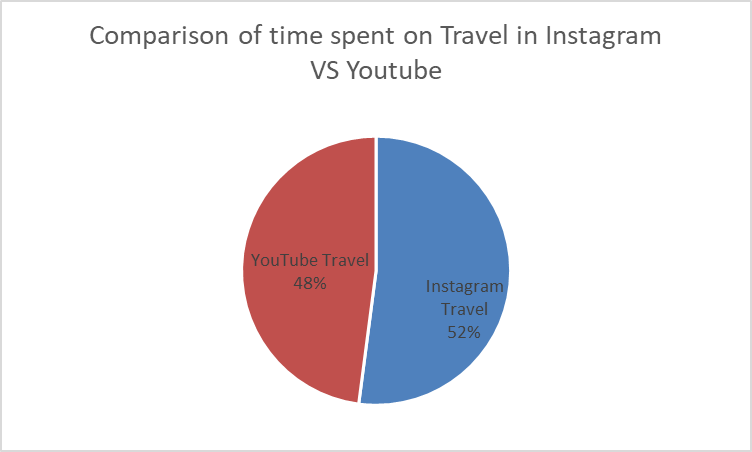 Comparison of time spent on Travel in Instagram
VS Youtube
YouTube Travel
48%
Instagram
Travel
52%